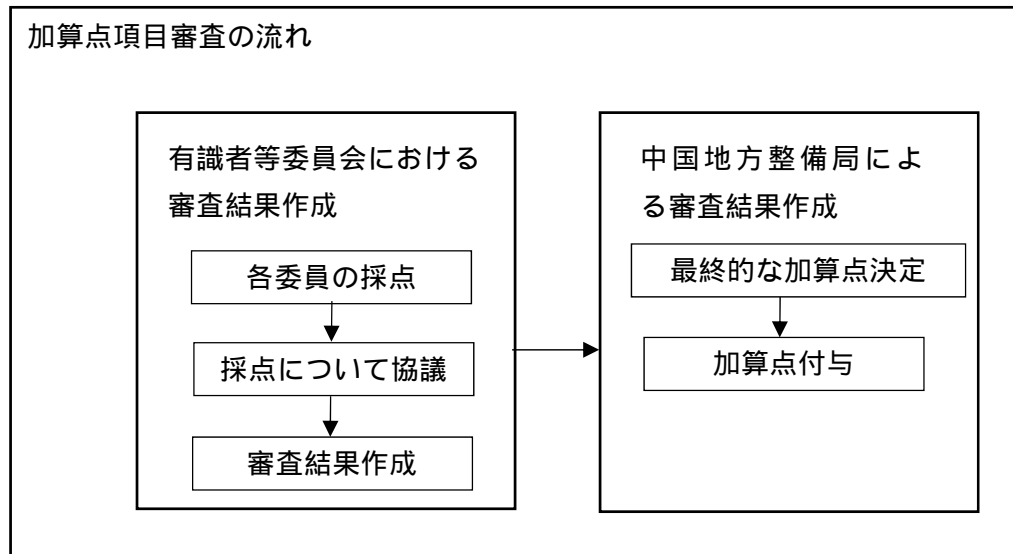 加算点項目審査の流れ
有識者等委員会における
審査結果作成
各委員の採点
採点について協議
審査結果作成
中国地方整備局によ
る審査結果作成
最終的な加算点決定
加算点付与